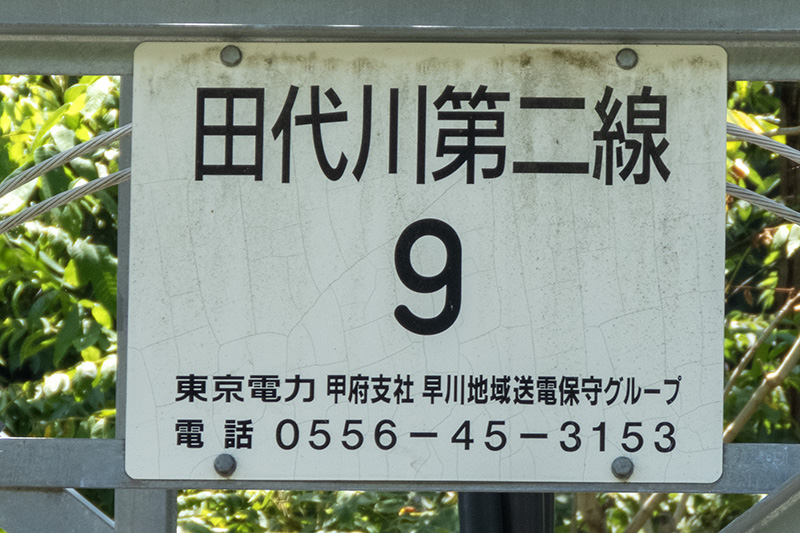 田代川第二線
9
東京電力 甲府支社 早川地域送電保守グループ
電話 0556-45-3153